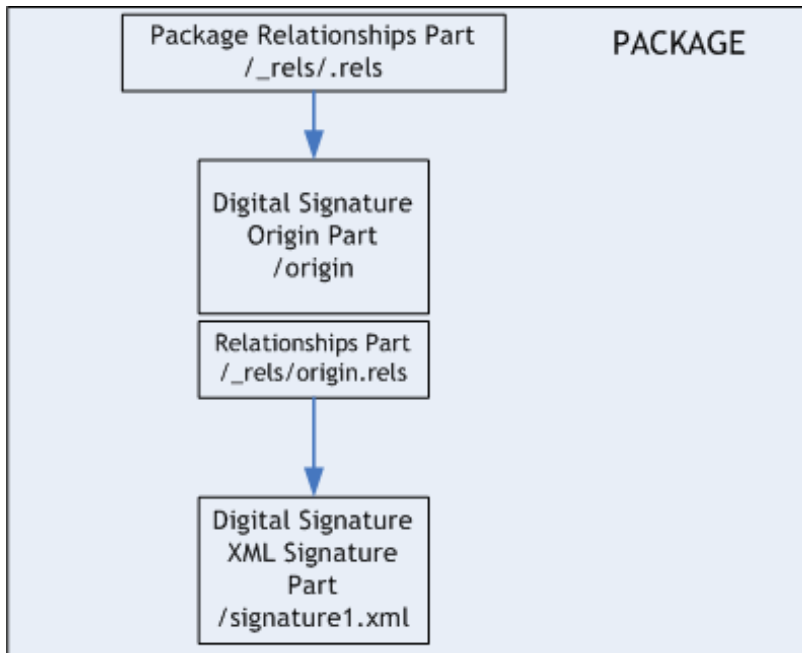 Package Relationships Part
/_rels/.rels
PACKAGE
Digital Signature
Origin Part
/origin
Relationships Part
/_rels/origin.rels
Digital Signature
XML Signature
Part
/signature1.xml